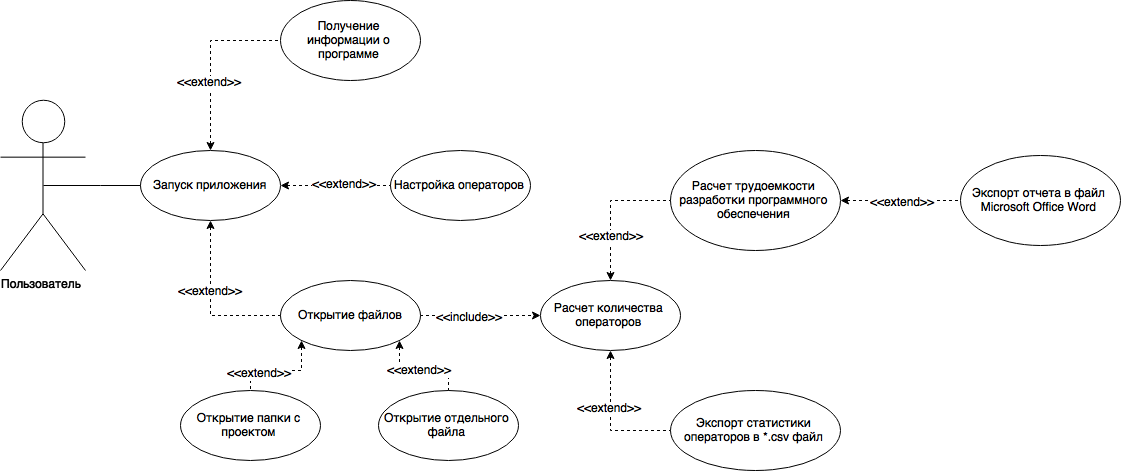 Получение
информации о
программе
<<extend>>
Запуск приложения
<<extend>>
Настройка операторов
Расчет трудоемкости
разработки программного
обеспечения
<<extend>>
Экспорт отчета в файл
Microsoft Office Word
<<extend>>
Пользователь
<<extend>>
Открытие файлов
<<include>>
Расчет количества
операторов
<<extend>>
<<extend>>
Открытие папки с
проектом
Открытие отдельного
файла
<<extend>>
Экспорт статистики
операторов в *.csv файл